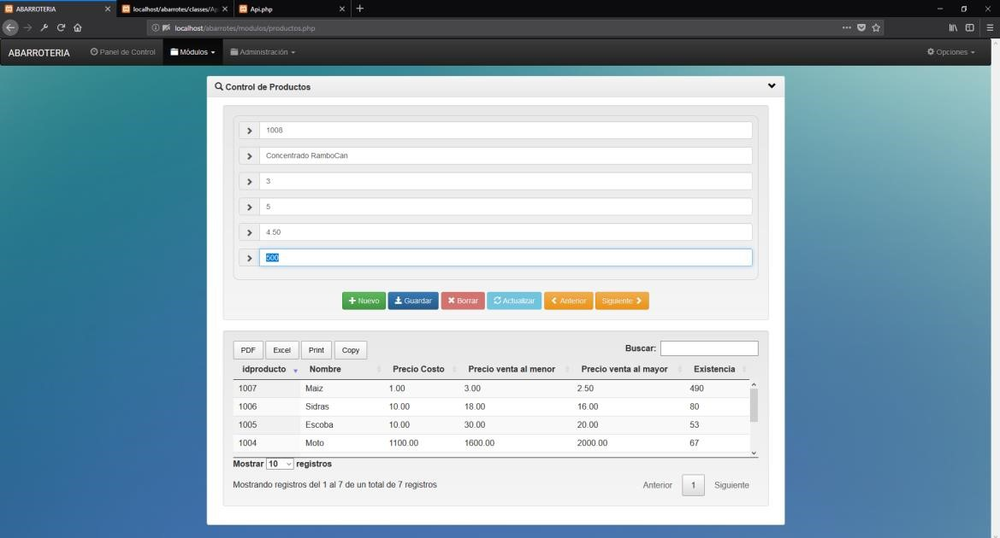 ABARROTERIA
localhost/abarrotes/classes/Ap
Api.php
localhost/abarrotes/modulos/productos.php
ABARROTERIA Panel de Control Módulos Administración Opciones
Control de Productos
1008
Concentrado RamboCan
3
5
4.50
500
Nuevo Guardar Borrar Actualizar Anterior Siguiente
PDF Excel Print Copy Buscar:
idproducto Nombre Precio Costo Precio venta al menor Precio venta al mayor Existencia
1007 Maiz 1.00 3.00 2.50 490
1006 Sidras 10.00 18.00 16.00 80
1005 Escoba 10.00 30.00 20.00 53
1004 Moto 1100.00 1600.00 2000.00 67
Mostrar 10 registros
Mostrando registros del 1 al 7 de un total de 7 registros Anterior 1 Siguiente